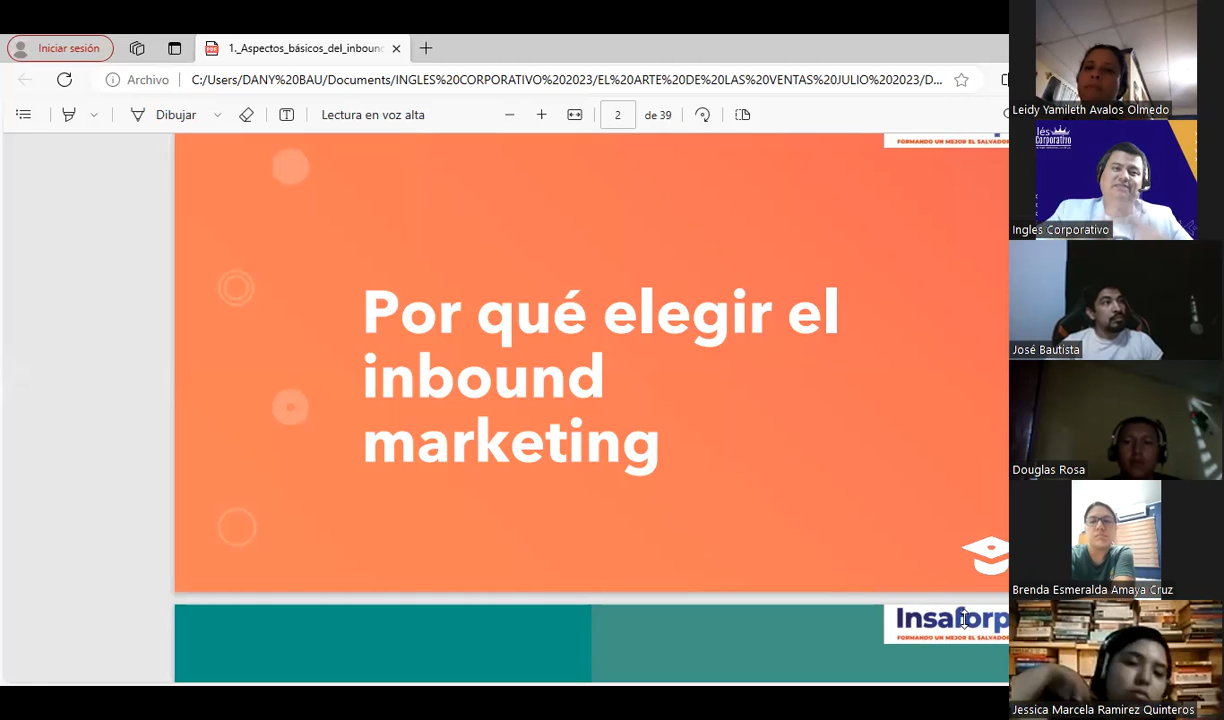 Iniciar sesión
1._Aspectos_básicos_del_inbound
Archivo
C:/Users/DANY%20BAU/Documents/INGLES%20CORPORATIVO%202023/EL%20ARTE%20DE%20LAS%20VENTAS%20JULIO%202023/D...
Dibujar
Lectura en voz alta
2
de 39
FORMANDO UN MEJOR EL SALVADOR
Por qué elegir el
inbound
marketing
Insaforp
FORMANDO UN MEJOR EL SALVADOR
Leidy Yamileth Avalos Olmedo
lés
Corporativo
Ingles Corporativo
José Bautista
Douglas Rosa
Brenda Esmeralda Amaya Cruz
Jessica Marcela Ramirez Quinteros